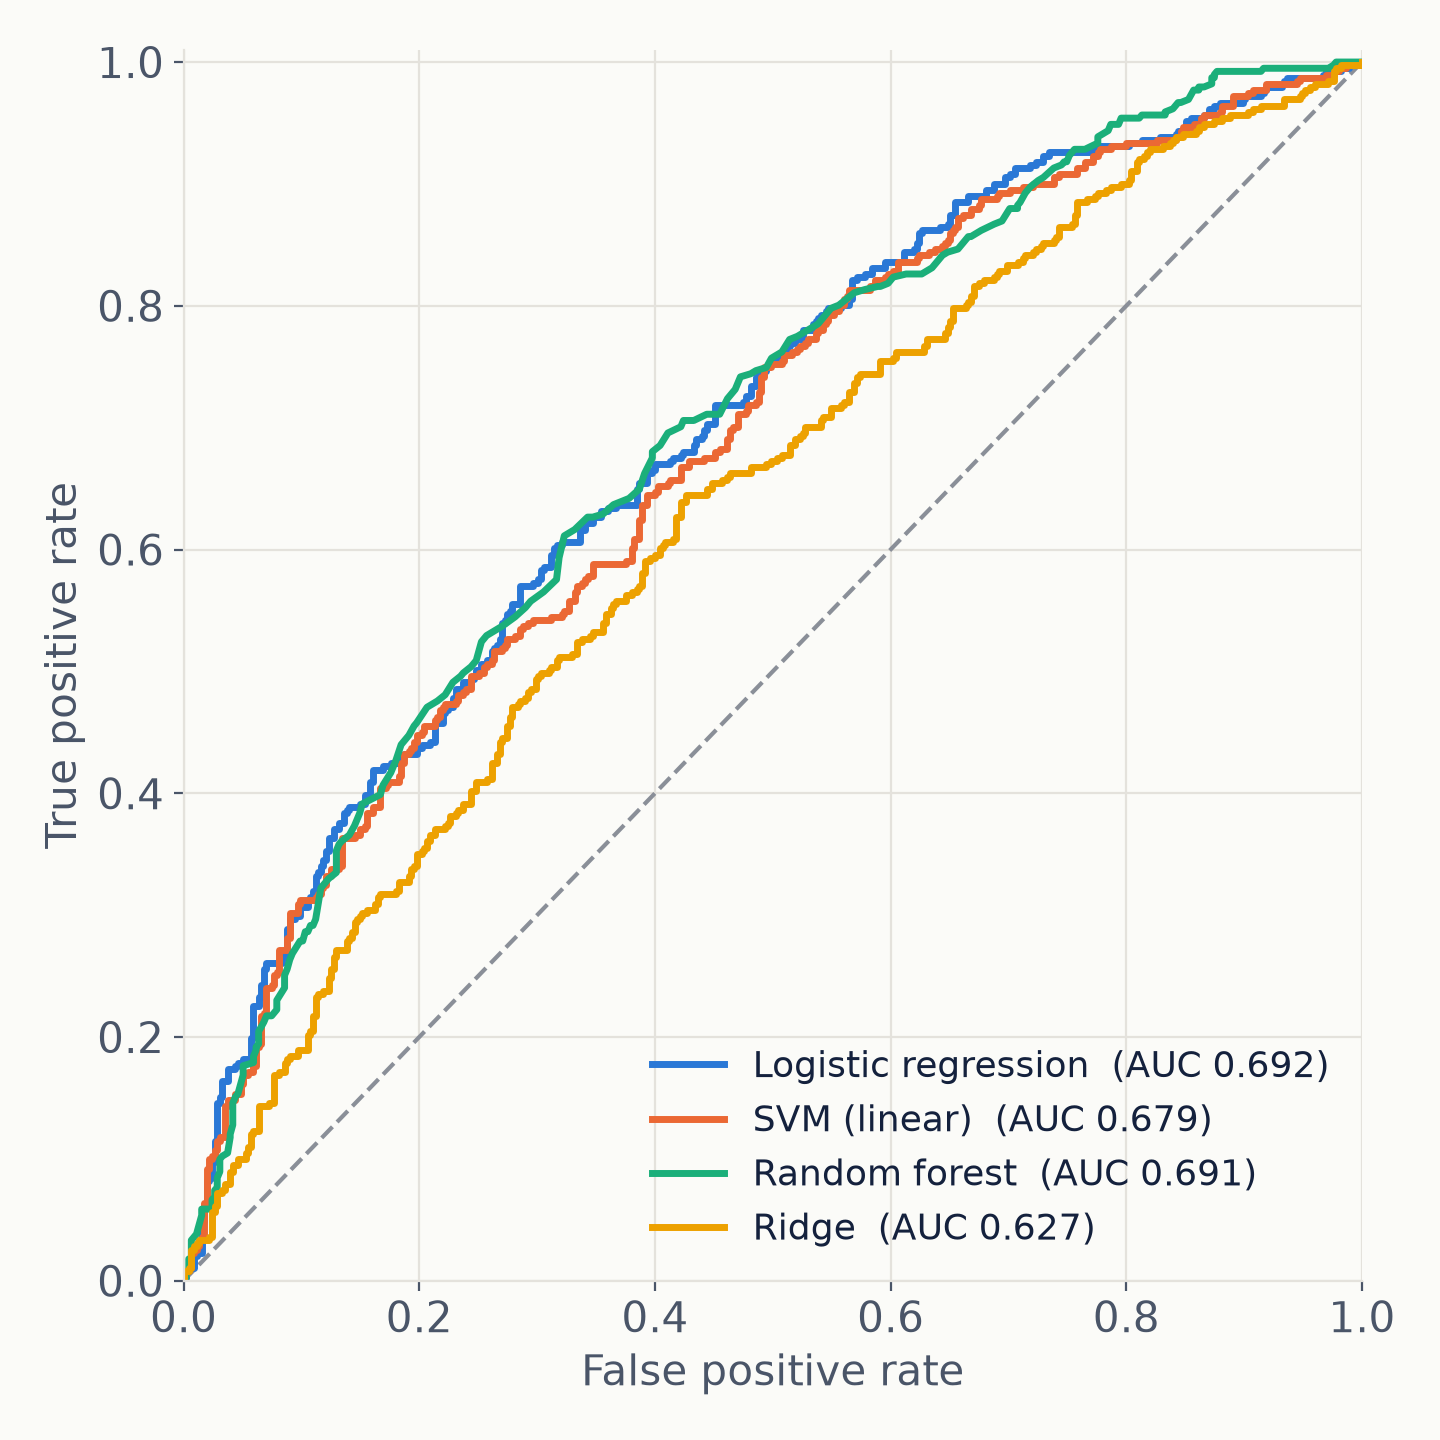 1.0
0.8
0.6
0.4
0.2
0.0
True positive rate
Logistic regression (AUC 0.692)
SVM (linear) (AUC 0.679)
Random forest (AUC 0.691)
Ridge (AUC 0.627)
0.0 0.2 0.4 0.6 0.8 1.0
False positive rate